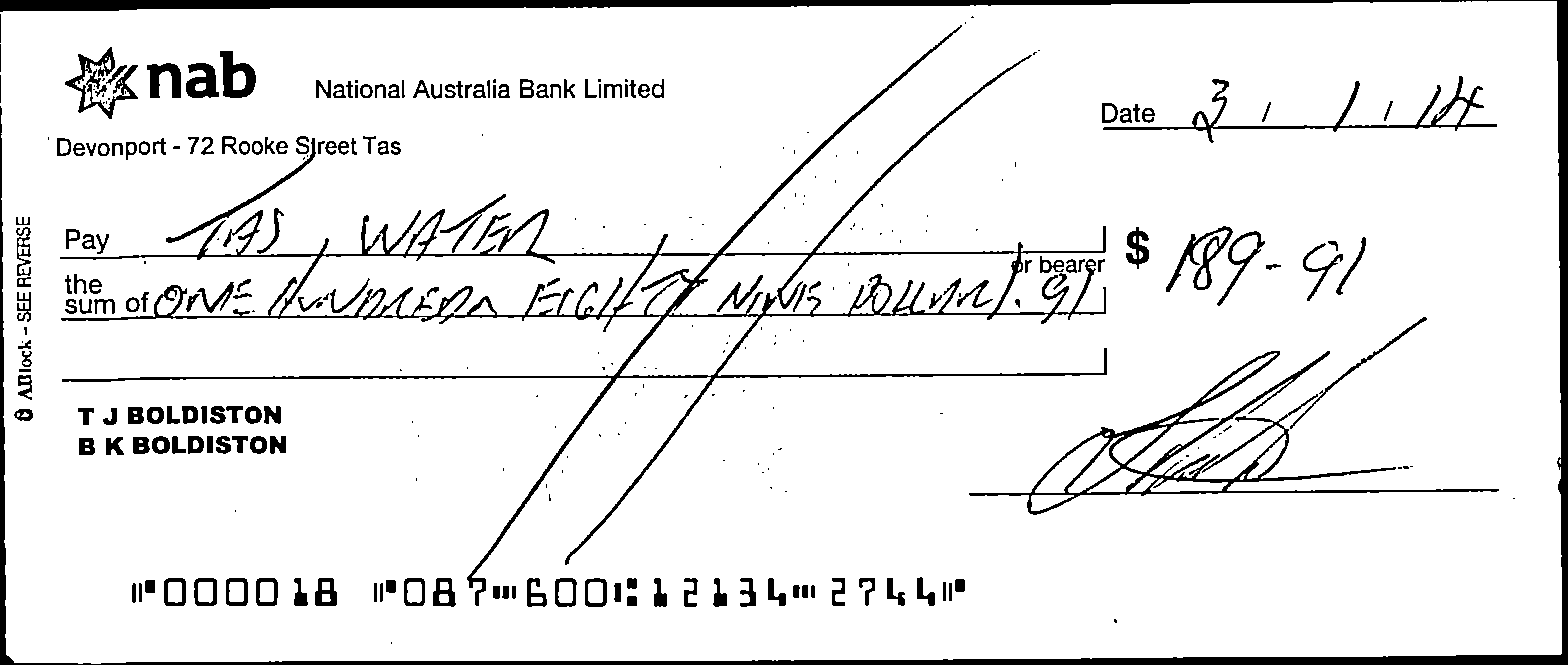 nab National Australia Bank Limited
Date 3 / 1 / 14
Devonport - 72 Rooke Street Tas
Pay TAS WATER
or bearer
the sum of ONE HUNDRED EIGHTY NINE DOLLARS . 91
$ 189-91
T J BOLDISTON
B K BOLDISTON
⑈000018 ⑈087⑉600⑆12134⑉2744⑈
SEE REVERSE